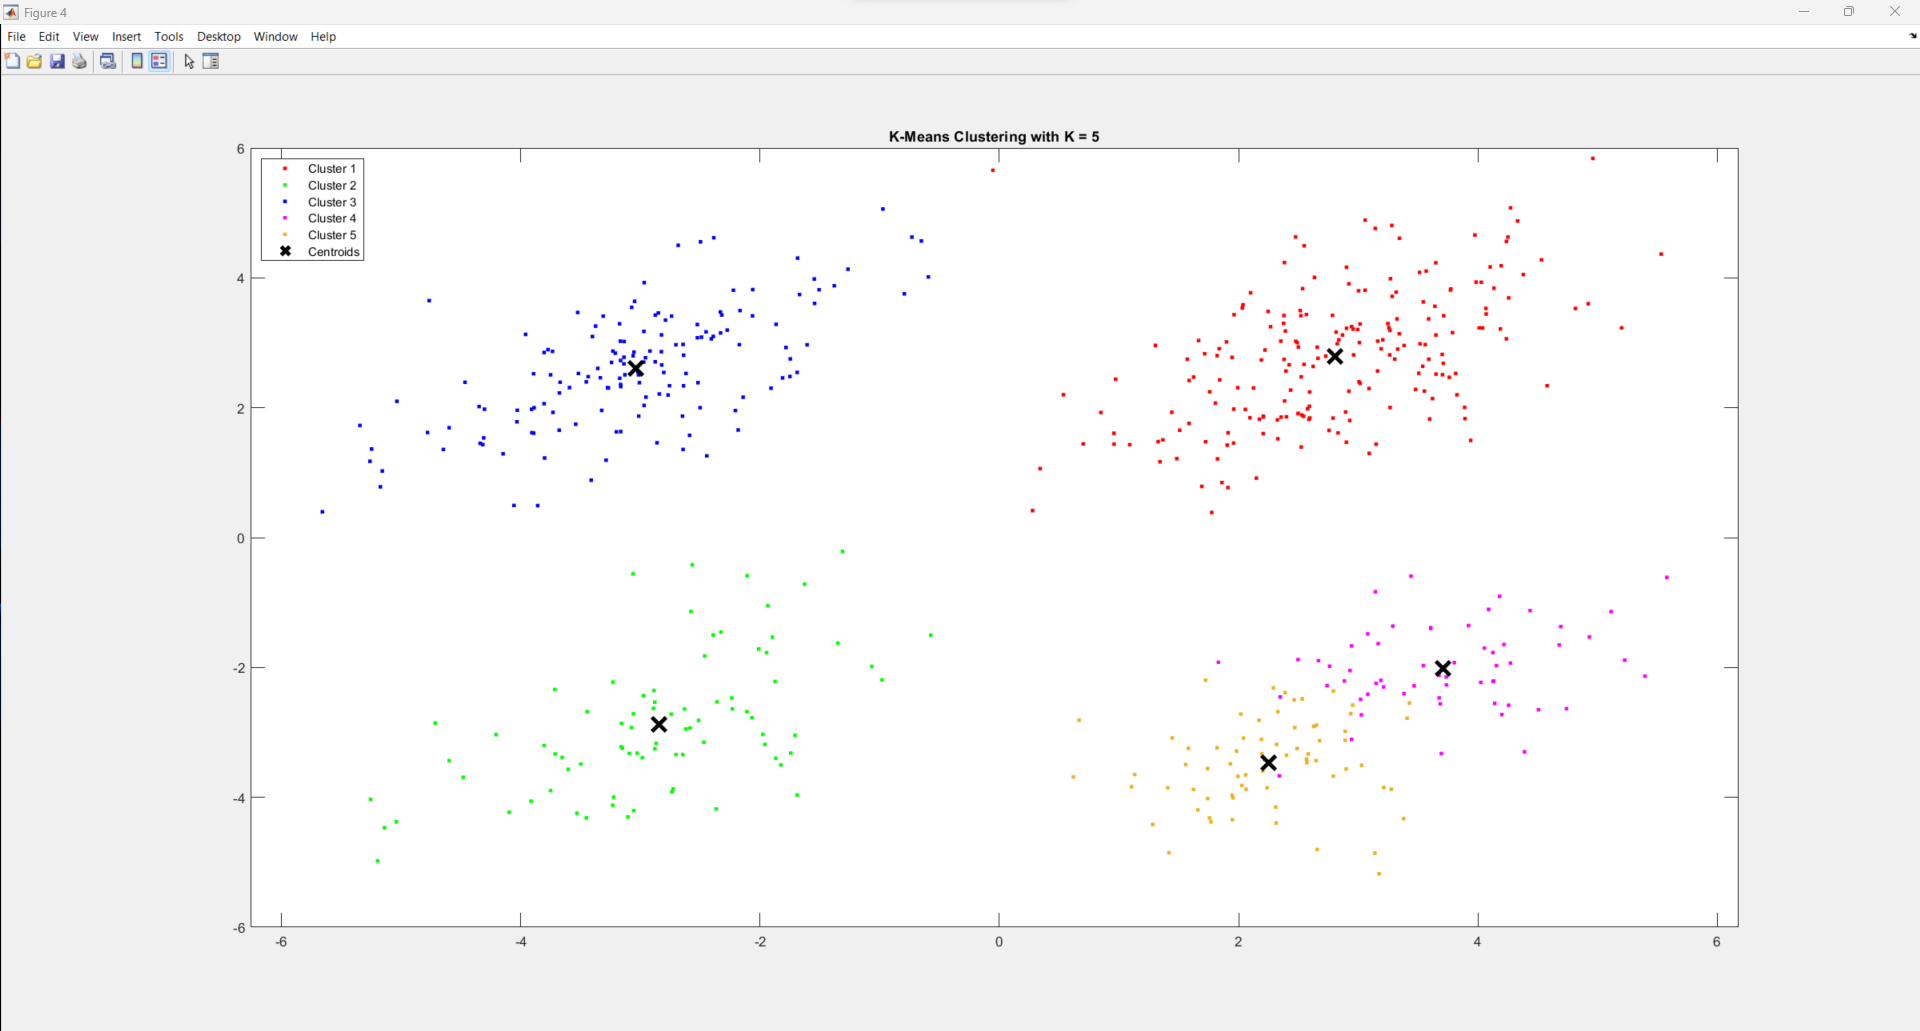 Figure 4
File Edit View Insert Tools Desktop Window Help
K-Means Clustering with K = 5
Cluster 1
Cluster 2
Cluster 3
Cluster 4
Cluster 5
Centroids
6
4
2
0
-2
-4
-6
-6 -4 -2 0 2 4 6